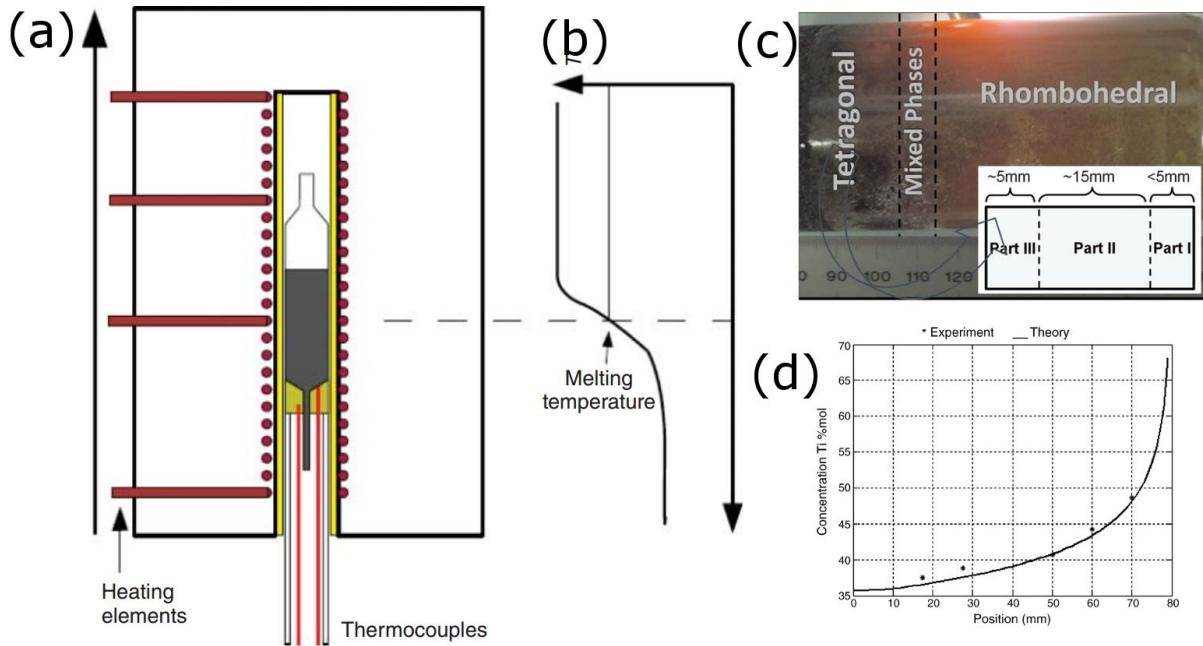 (a)
Heating
elements
Thermocouples
(b)
T
Melting
temperature
(c)
Tetragonal
Mixed Phases
Rhombohedral
~5mm ~15mm <5mm
Part III Part II Part I
90 100 110 120
(d)
* Experiment — Theory
Concentration Ti %mol
70
65
60
55
50
45
40
35
0 10 20 30 40 50 60 70 80
Position (mm)